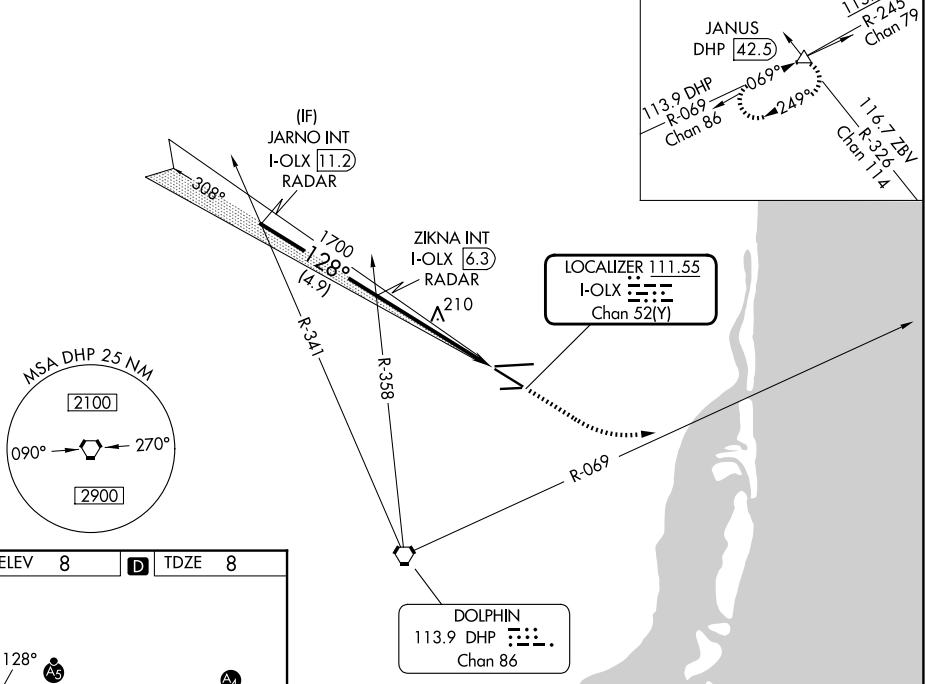 113.
R-245
Chan 79
JANUS
DHP 42.5
069°
249°
113.9 DHP
R-069
Chan 86
116.7 ZBV
R-326
Chan 114
(IF)
JARNO INT
I-OLX 11.2
RADAR
308°
1700
128°
(4.9)
ZIKNA INT
I-OLX 6.3
RADAR
210
LOCALIZER 111.55
I-OLX
Chan 52(Y)
R-341
R-358
R-069
MSA DHP 25 NM
2100
090°
270°
2900
ELEV 8
D
TDZE 8
128°
A5
DOLPHIN
113.9 DHP
Chan 86